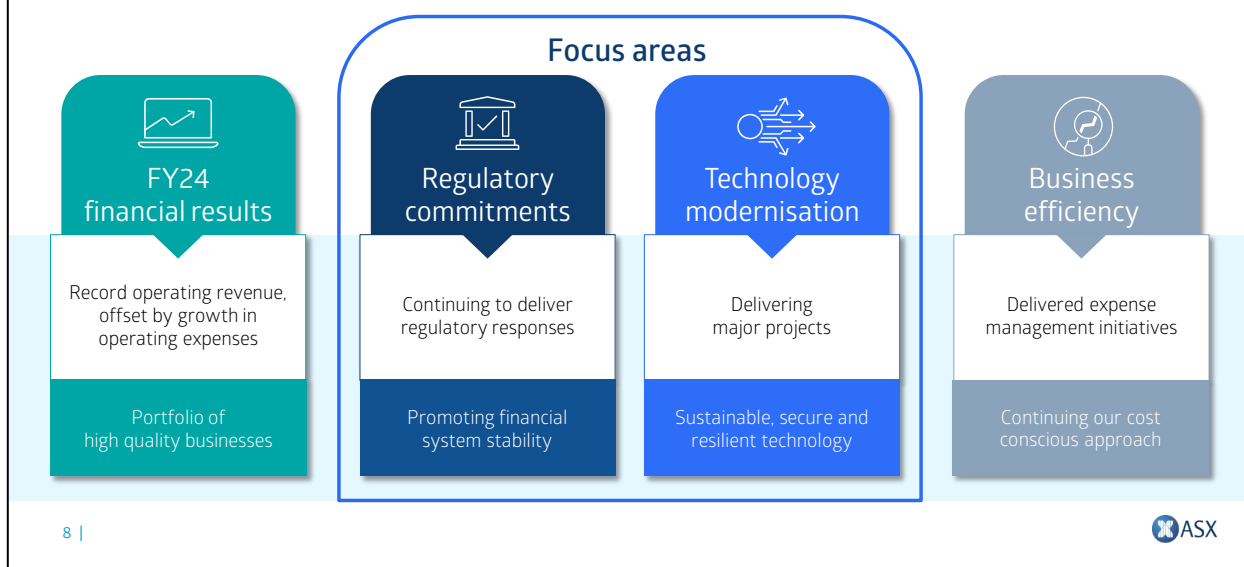 Focus areas
FY24
financial results
Record operating revenue,
offset by growth in
operating expenses
Portfolio of
high quality businesses
Regulatory
commitments
Continuing to deliver
regulatory responses
Promoting financial
system stability
Technology
modernisation
Delivering
major projects
Sustainable, secure and
resilient technology
Business
efficiency
Delivered expense
management initiatives
Continuing our cost
conscious approach
8 |
ASX